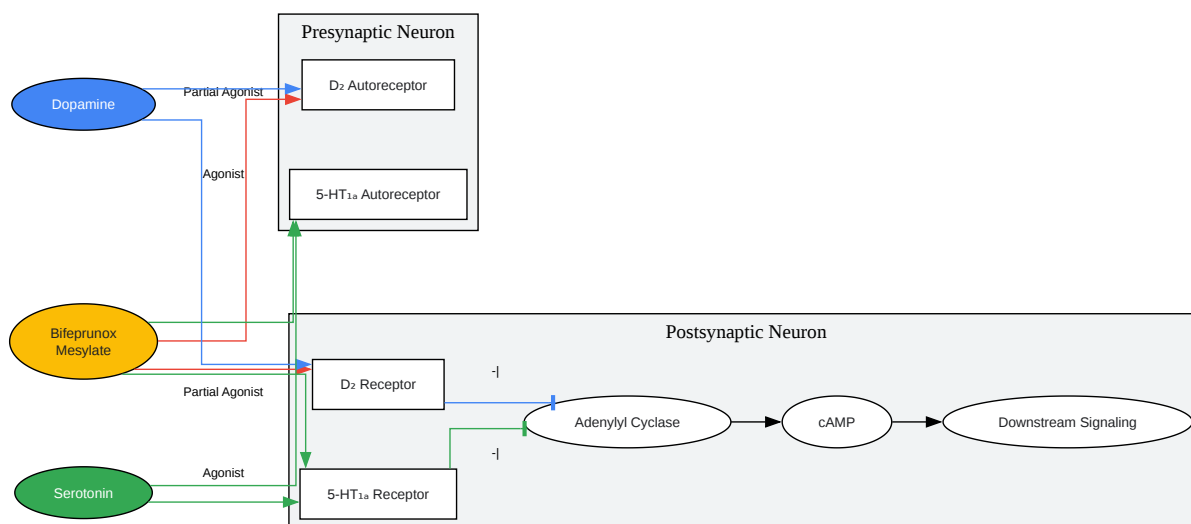 Presynaptic Neuron
D₂ Autoreceptor
Dopamine
Partial Agonist
Agonist
5-HT₁ₐ Autoreceptor
Bifeprunox
Mesylate
Postsynaptic Neuron
D₂ Receptor
Partial Agonist
-|
Adenylyl Cyclase
cAMP
Downstream Signaling
-|
Agonist
Serotonin
5-HT₁ₐ Receptor